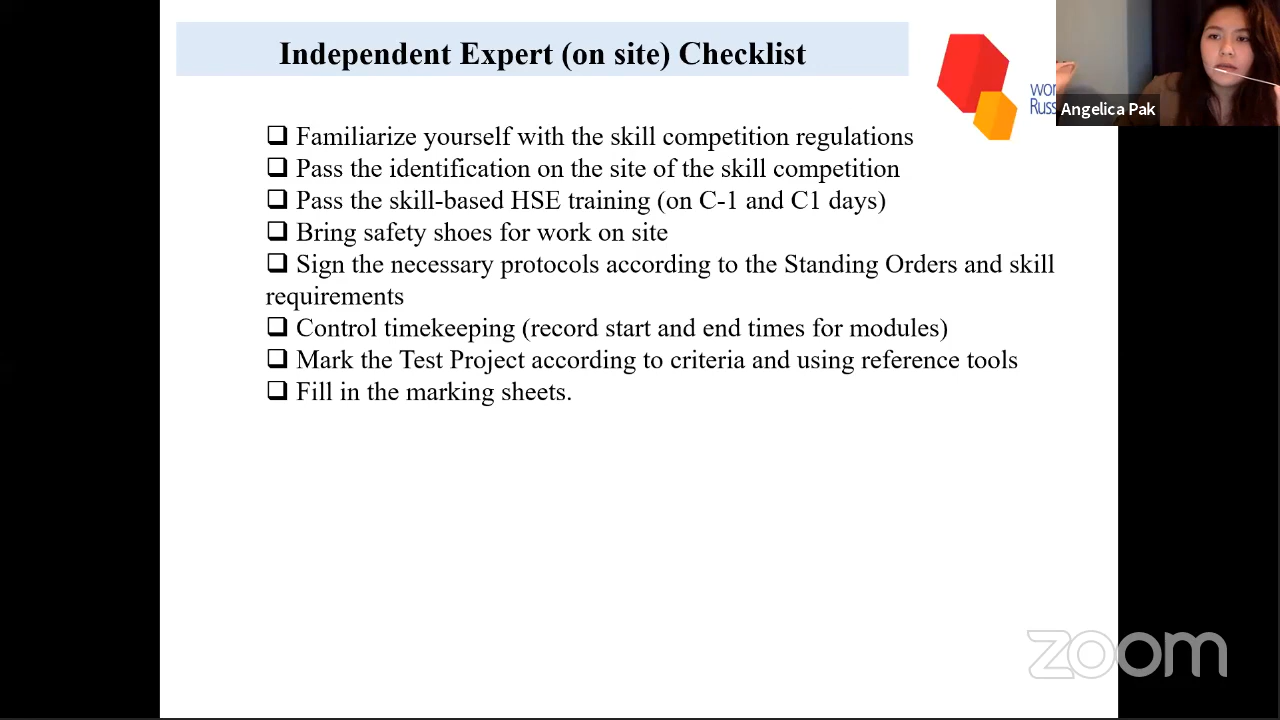 Independent Expert (on site) Checklist
Angelica Pak
Familiarize yourself with the skill competition regulations
Pass the identification on the site of the skill competition
Pass the skill-based HSE training (on C-1 and C1 days)
Bring safety shoes for work on site
Sign the necessary protocols according to the Standing Orders and skill
requirements
Control timekeeping (record start and end times for modules)
Mark the Test Project according to criteria and using reference tools
Fill in the marking sheets.
zoom